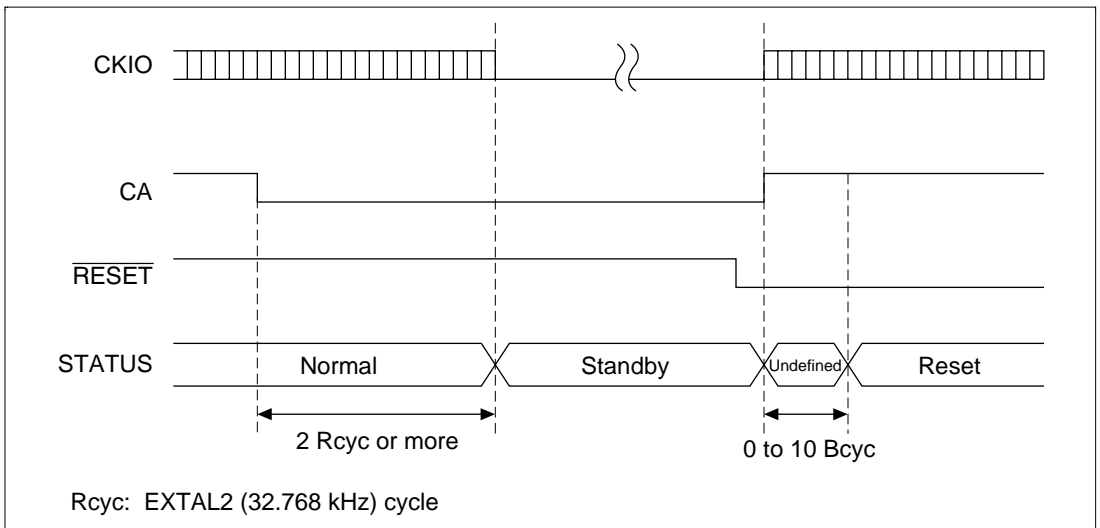 CKIO
CA
RESET
STATUS Normal Standby Undefined Reset
2 Rcyc or more
0 to 10 Bcyc
Rcyc: EXTAL2 (32.768 kHz) cycle